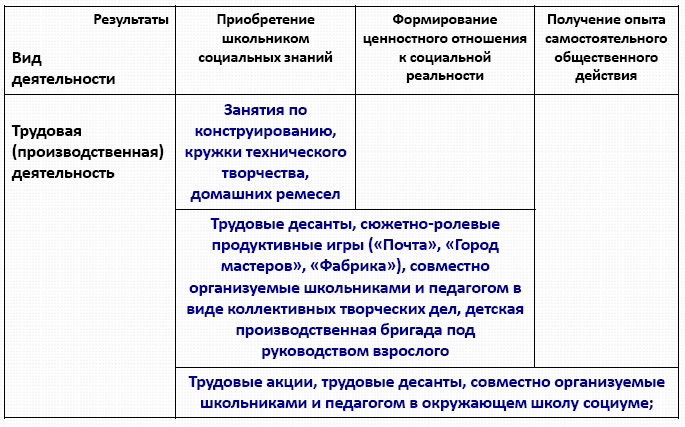 Результаты
Вид
деятельности
Приобретение
школьником
социальных знаний
Формирование
ценностного отношения
к социальной
реальности
Получение опыта
самостоятельного
общественного
действия
Трудовая
(производственная)
деятельность
Занятия по
конструированию,
кружки технического
творчества,
домашних ремесел
Трудовые десанты, сюжетно-ролевые
продуктивные игры («Почта», «Город
мастеров», «Фабрика»), совместно
организуемые школьниками и педагогом в
виде коллективных творческих дел, детская
производственная бригада под
руководством взрослого
Трудовые акции, трудовые десанты, совместно организуемые
школьниками и педагогом в окружающем школу социуме;